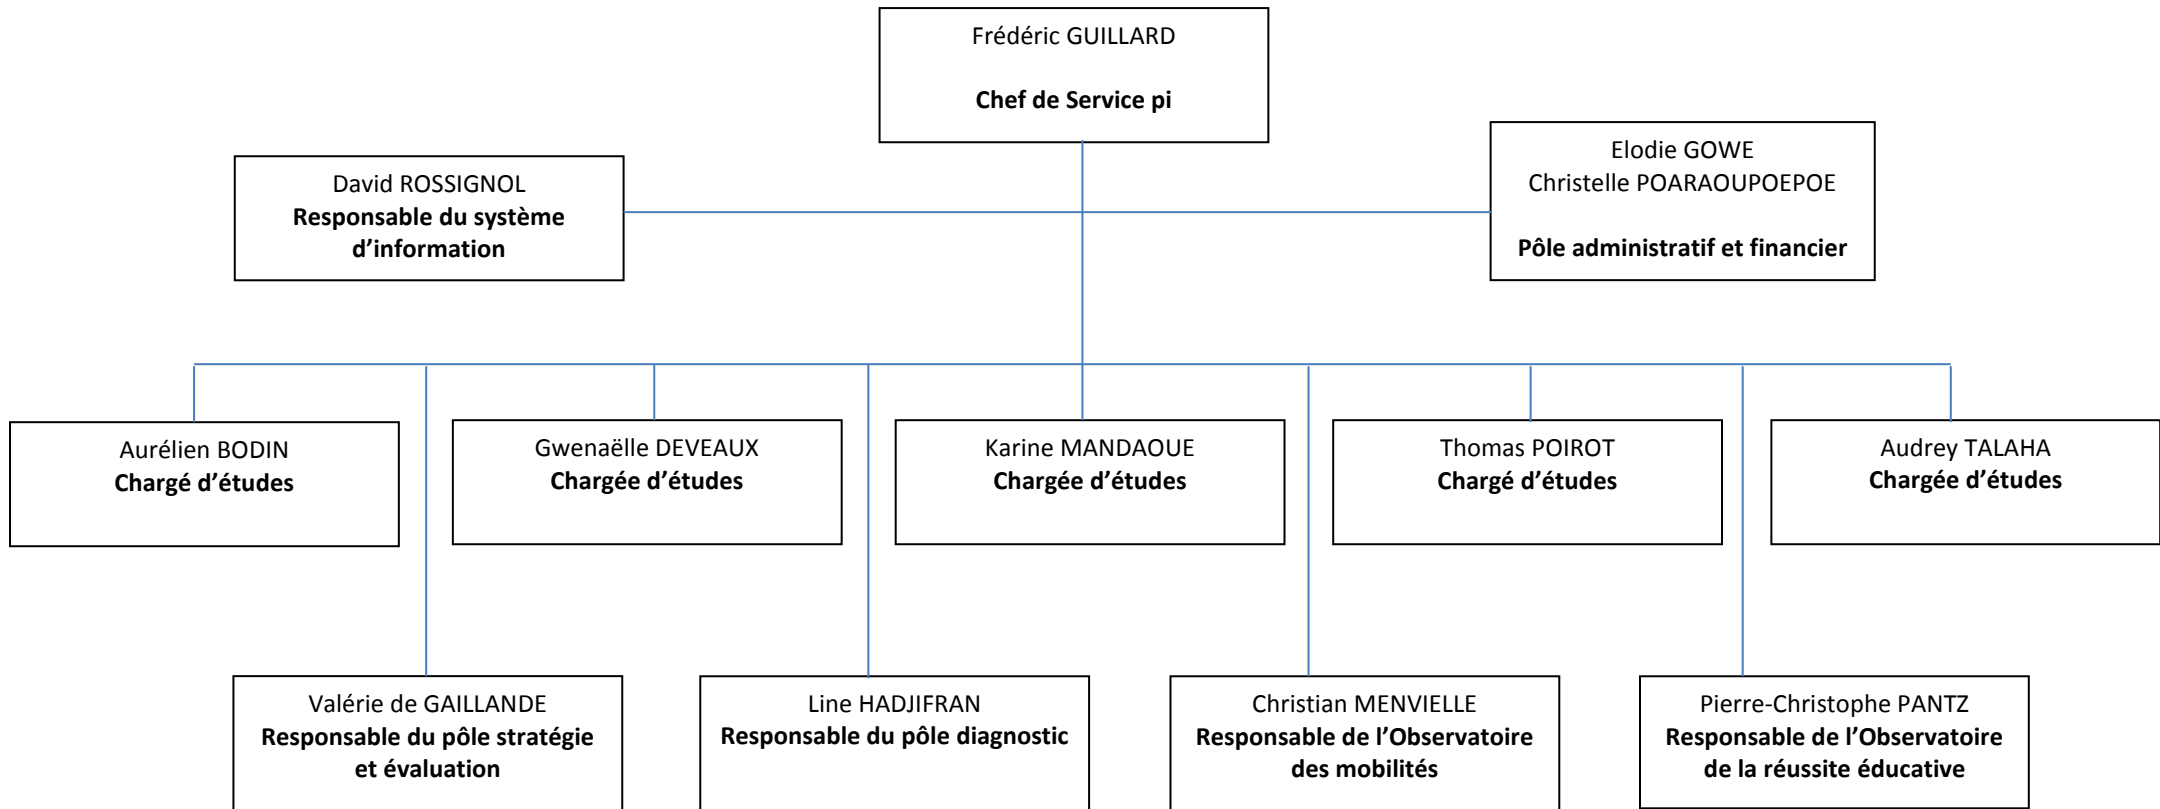 Frédéric GUILLARD
Chef de Service pi
David ROSSIGNOL
Responsable du système
d’information
Elodie GOWE
Christelle POARAOUPOEPOE
Pôle administratif et financier
Aurélien BODIN
Chargé d’études
Gwenaëlle DEVEAUX
Chargée d’études
Karine MANDAOUE
Chargée d’études
Thomas POIROT
Chargé d’études
Audrey TALAHA
Chargée d’études
Valérie de GAILLANDE
Responsable du pôle stratégie
et évaluation
Line HADJIFRAN
Responsable du pôle diagnostic
Christian MENVIELLE
Responsable de l’Observatoire
des mobilités
Pierre-Christophe PANTZ
Responsable de l’Observatoire
de la réussite éducative